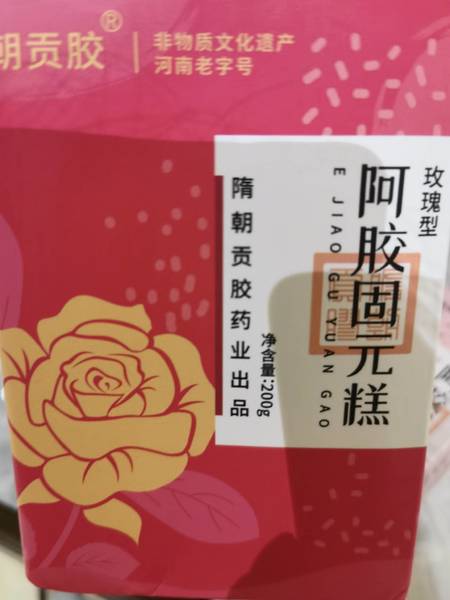 朝贡胶®
非物质文化遗产
河南老字号
玫瑰型
阿胶固元糕
E JIAO GU YUAN GAO
隋朝贡胶药业出品
净含量:200g